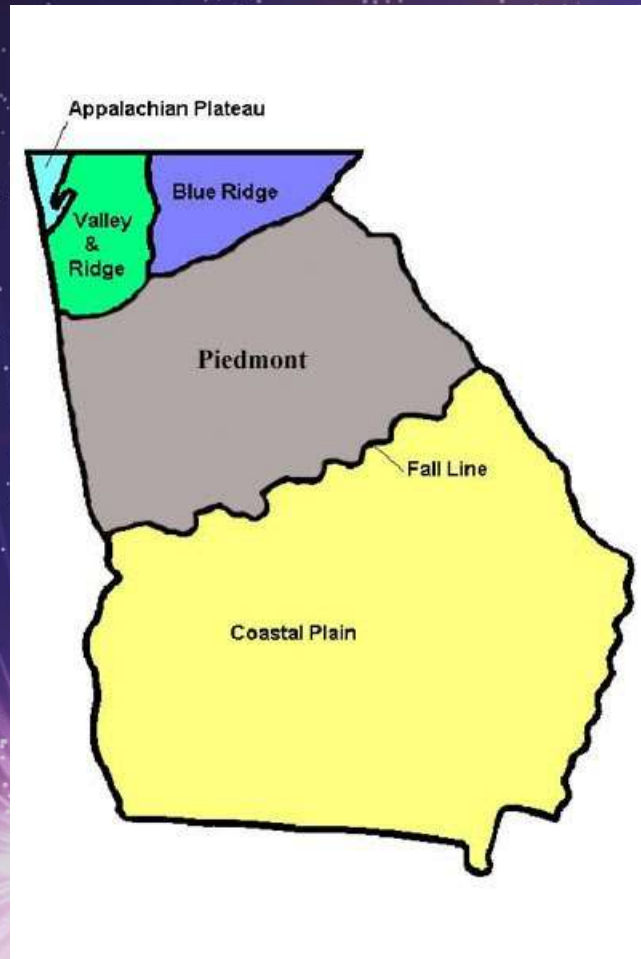 Appalachian Plateau
Blue Ridge
Valley
&
Ridge
Piedmont
Fall Line
Coastal Plain